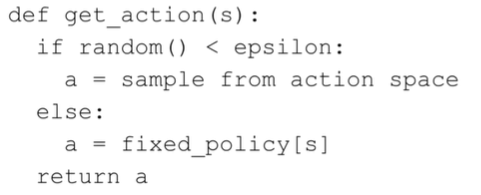 def get_action(s):
  if random() < epsilon:
    a = sample from action space
  else:
    a = fixed_policy[s]
  return a